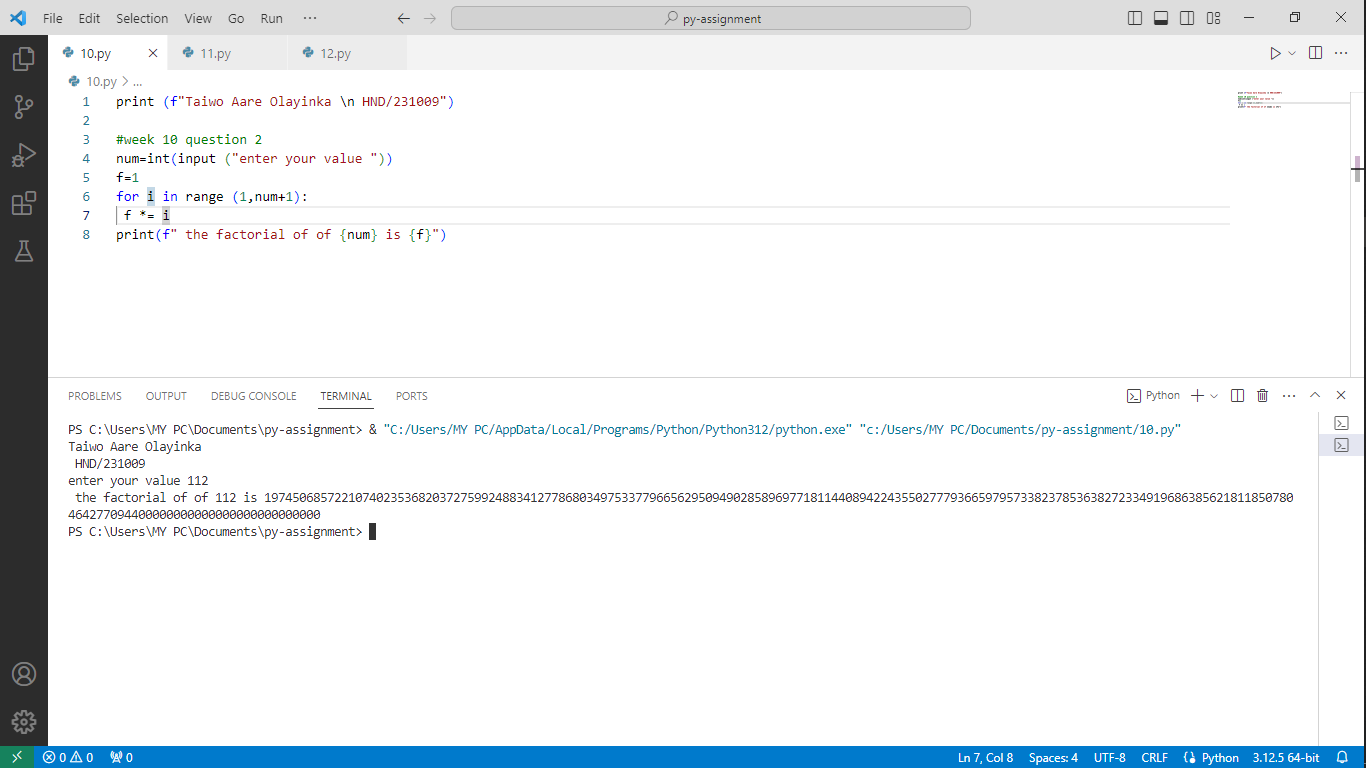 File Edit Selection View Go Run ··· ← → py-assignment
10.py 11.py 12.py
10.py > ...
1 print (f"Taiwo Aare Olayinka \n HND/231009")
2
3 #week 10 question 2
4 num=int(input ("enter your value "))
5 f=1
6 for i in range (1,num+1):
7 f *= i
8 print(f" the factorial of of {num} is {f}")
PROBLEMS OUTPUT DEBUG CONSOLE TERMINAL PORTS Python
PS C:\Users\MY PC\Documents\py-assignment> & "C:/Users/MY PC/AppData/Local/Programs/Python/Python312/python.exe" "c:/Users/MY PC/Documents/py-assignment/10.py"
Taiwo Aare Olayinka
HND/231009
enter your value 112
the factorial of of 112 is 1974506857221074023536820372759924883412778680349753377966562950949028589697718114408942243550277793665979573382378536382723349196863856218118507804
64277094400000000000000000000000000
PS C:\Users\MY PC\Documents\py-assignment>
0 0 0 Ln 7, Col 8 Spaces: 4 UTF-8 CRLF Python 3.12.5 64-bit